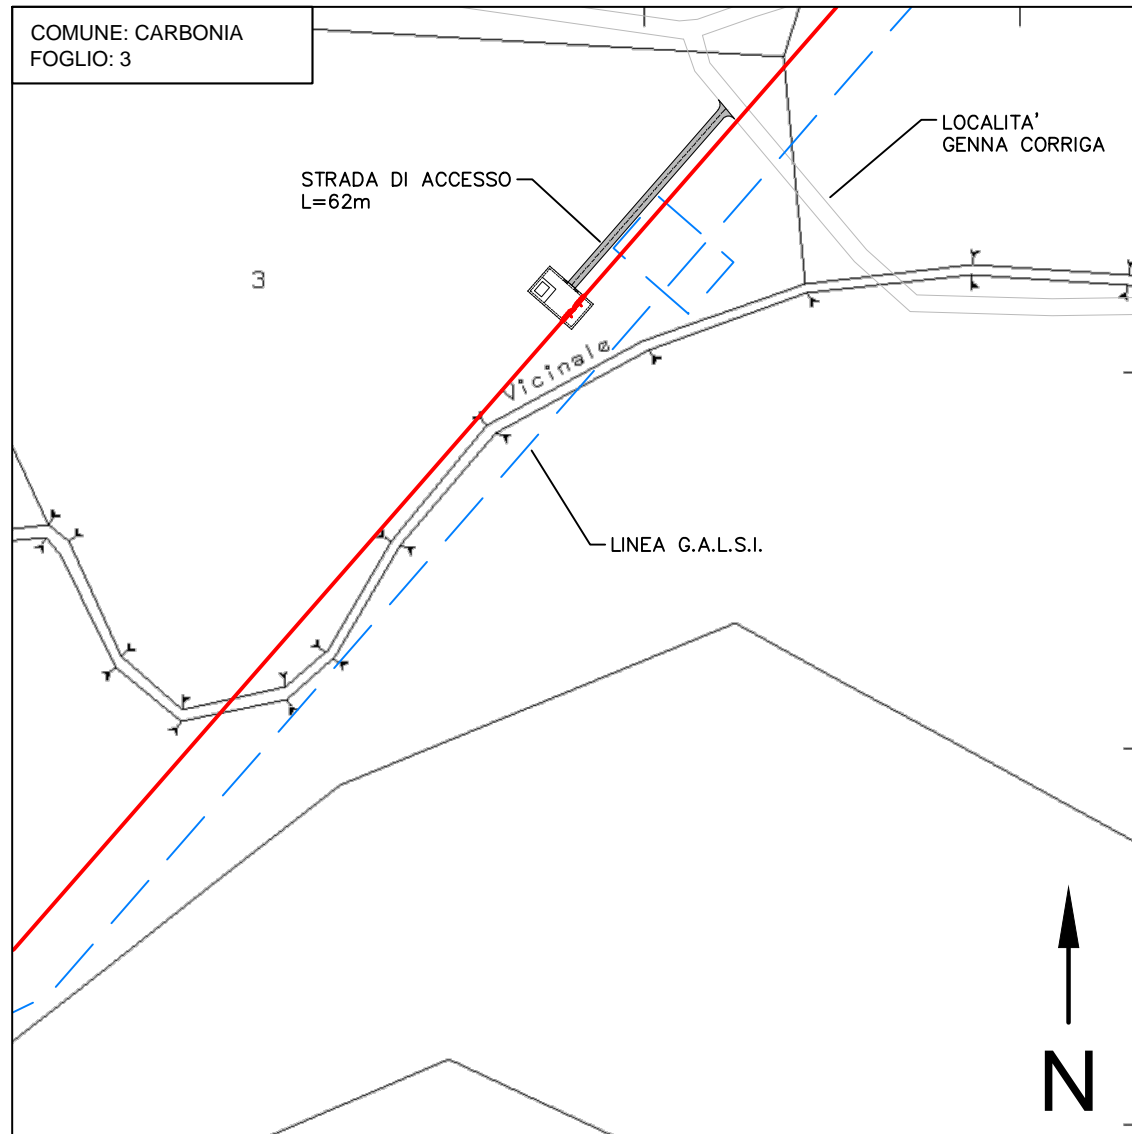 COMUNE: CARBONIA
FOGLIO: 3
LOCALITA'
GENNA CORRIGA
STRADA DI ACCESSO
L=62m
3
Vicinale
LINEA G.A.L.S.I.
N